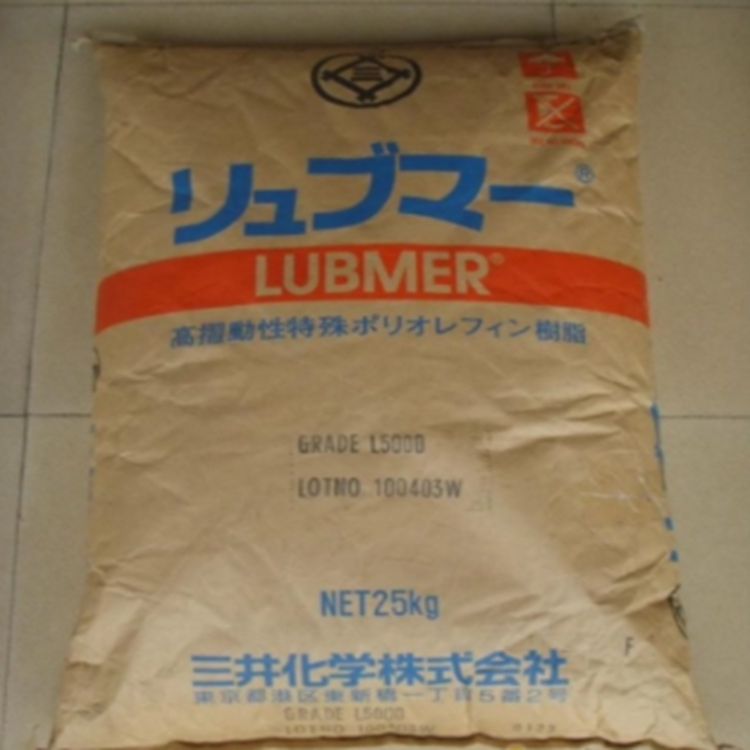 三
リュブマー®
LUBMER®
高摺動性特殊ポリオレフィン樹脂
GRADE L5000
LOTNO 100403W
NET25kg
F
三井化学株式会社
東京都港区東新橋一丁目5番2号
GRADE L5000
LOTNO